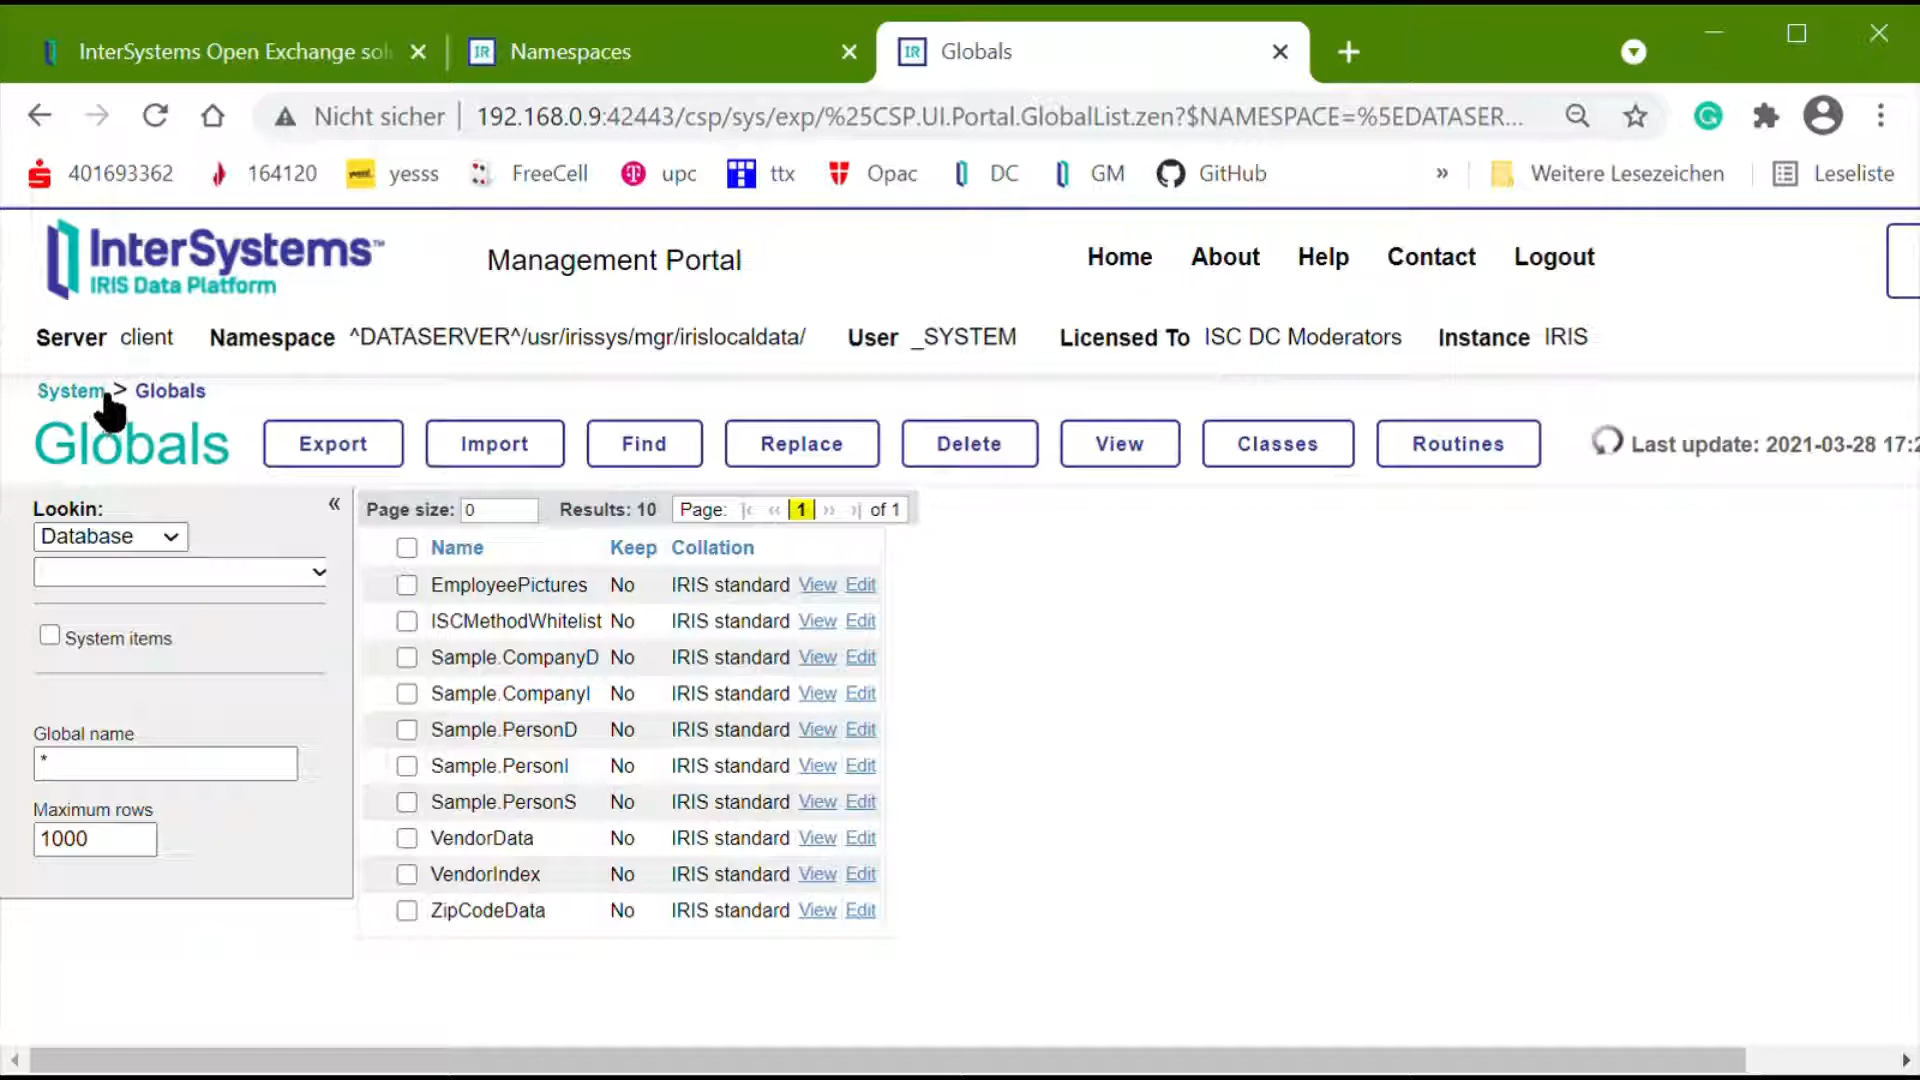 InterSystems Open Exchange sol
Namespaces
Globals
Nicht sicher
192.168.0.9:42443/csp/sys/exp/%25CSP.UI.Portal.GlobalList.zen?$NAMESPACE=%5EDATASER...
401693362
164120
yesss
FreeCell
upc
ttx
Opac
DC
GM
GitHub
»
Weitere Lesezeichen
Leseliste
InterSystems™
IRIS Data Platform
Management Portal
Home About Help Contact Logout
Server client Namespace ^DATASERVER^/usr/irissys/mgr/irislocaldata/ User _SYSTEM Licensed To ISC DC Moderators Instance IRIS
System > Globals
Globals
Export Import Find Replace Delete View Classes Routines
Last update: 2021-03-28 17:2
Lookin:
«
Database
System items
Global name
*
Maximum rows
1000
Page size: 0 Results: 10 Page: |‹ ‹‹ 1 ›› ›| of 1
Name Keep Collation
EmployeePictures No IRIS standard View Edit
ISCMethodWhitelist No IRIS standard View Edit
Sample.CompanyD No IRIS standard View Edit
Sample.CompanyI No IRIS standard View Edit
Sample.PersonD No IRIS standard View Edit
Sample.PersonI No IRIS standard View Edit
Sample.PersonS No IRIS standard View Edit
VendorData No IRIS standard View Edit
VendorIndex No IRIS standard View Edit
ZipCodeData No IRIS standard View Edit